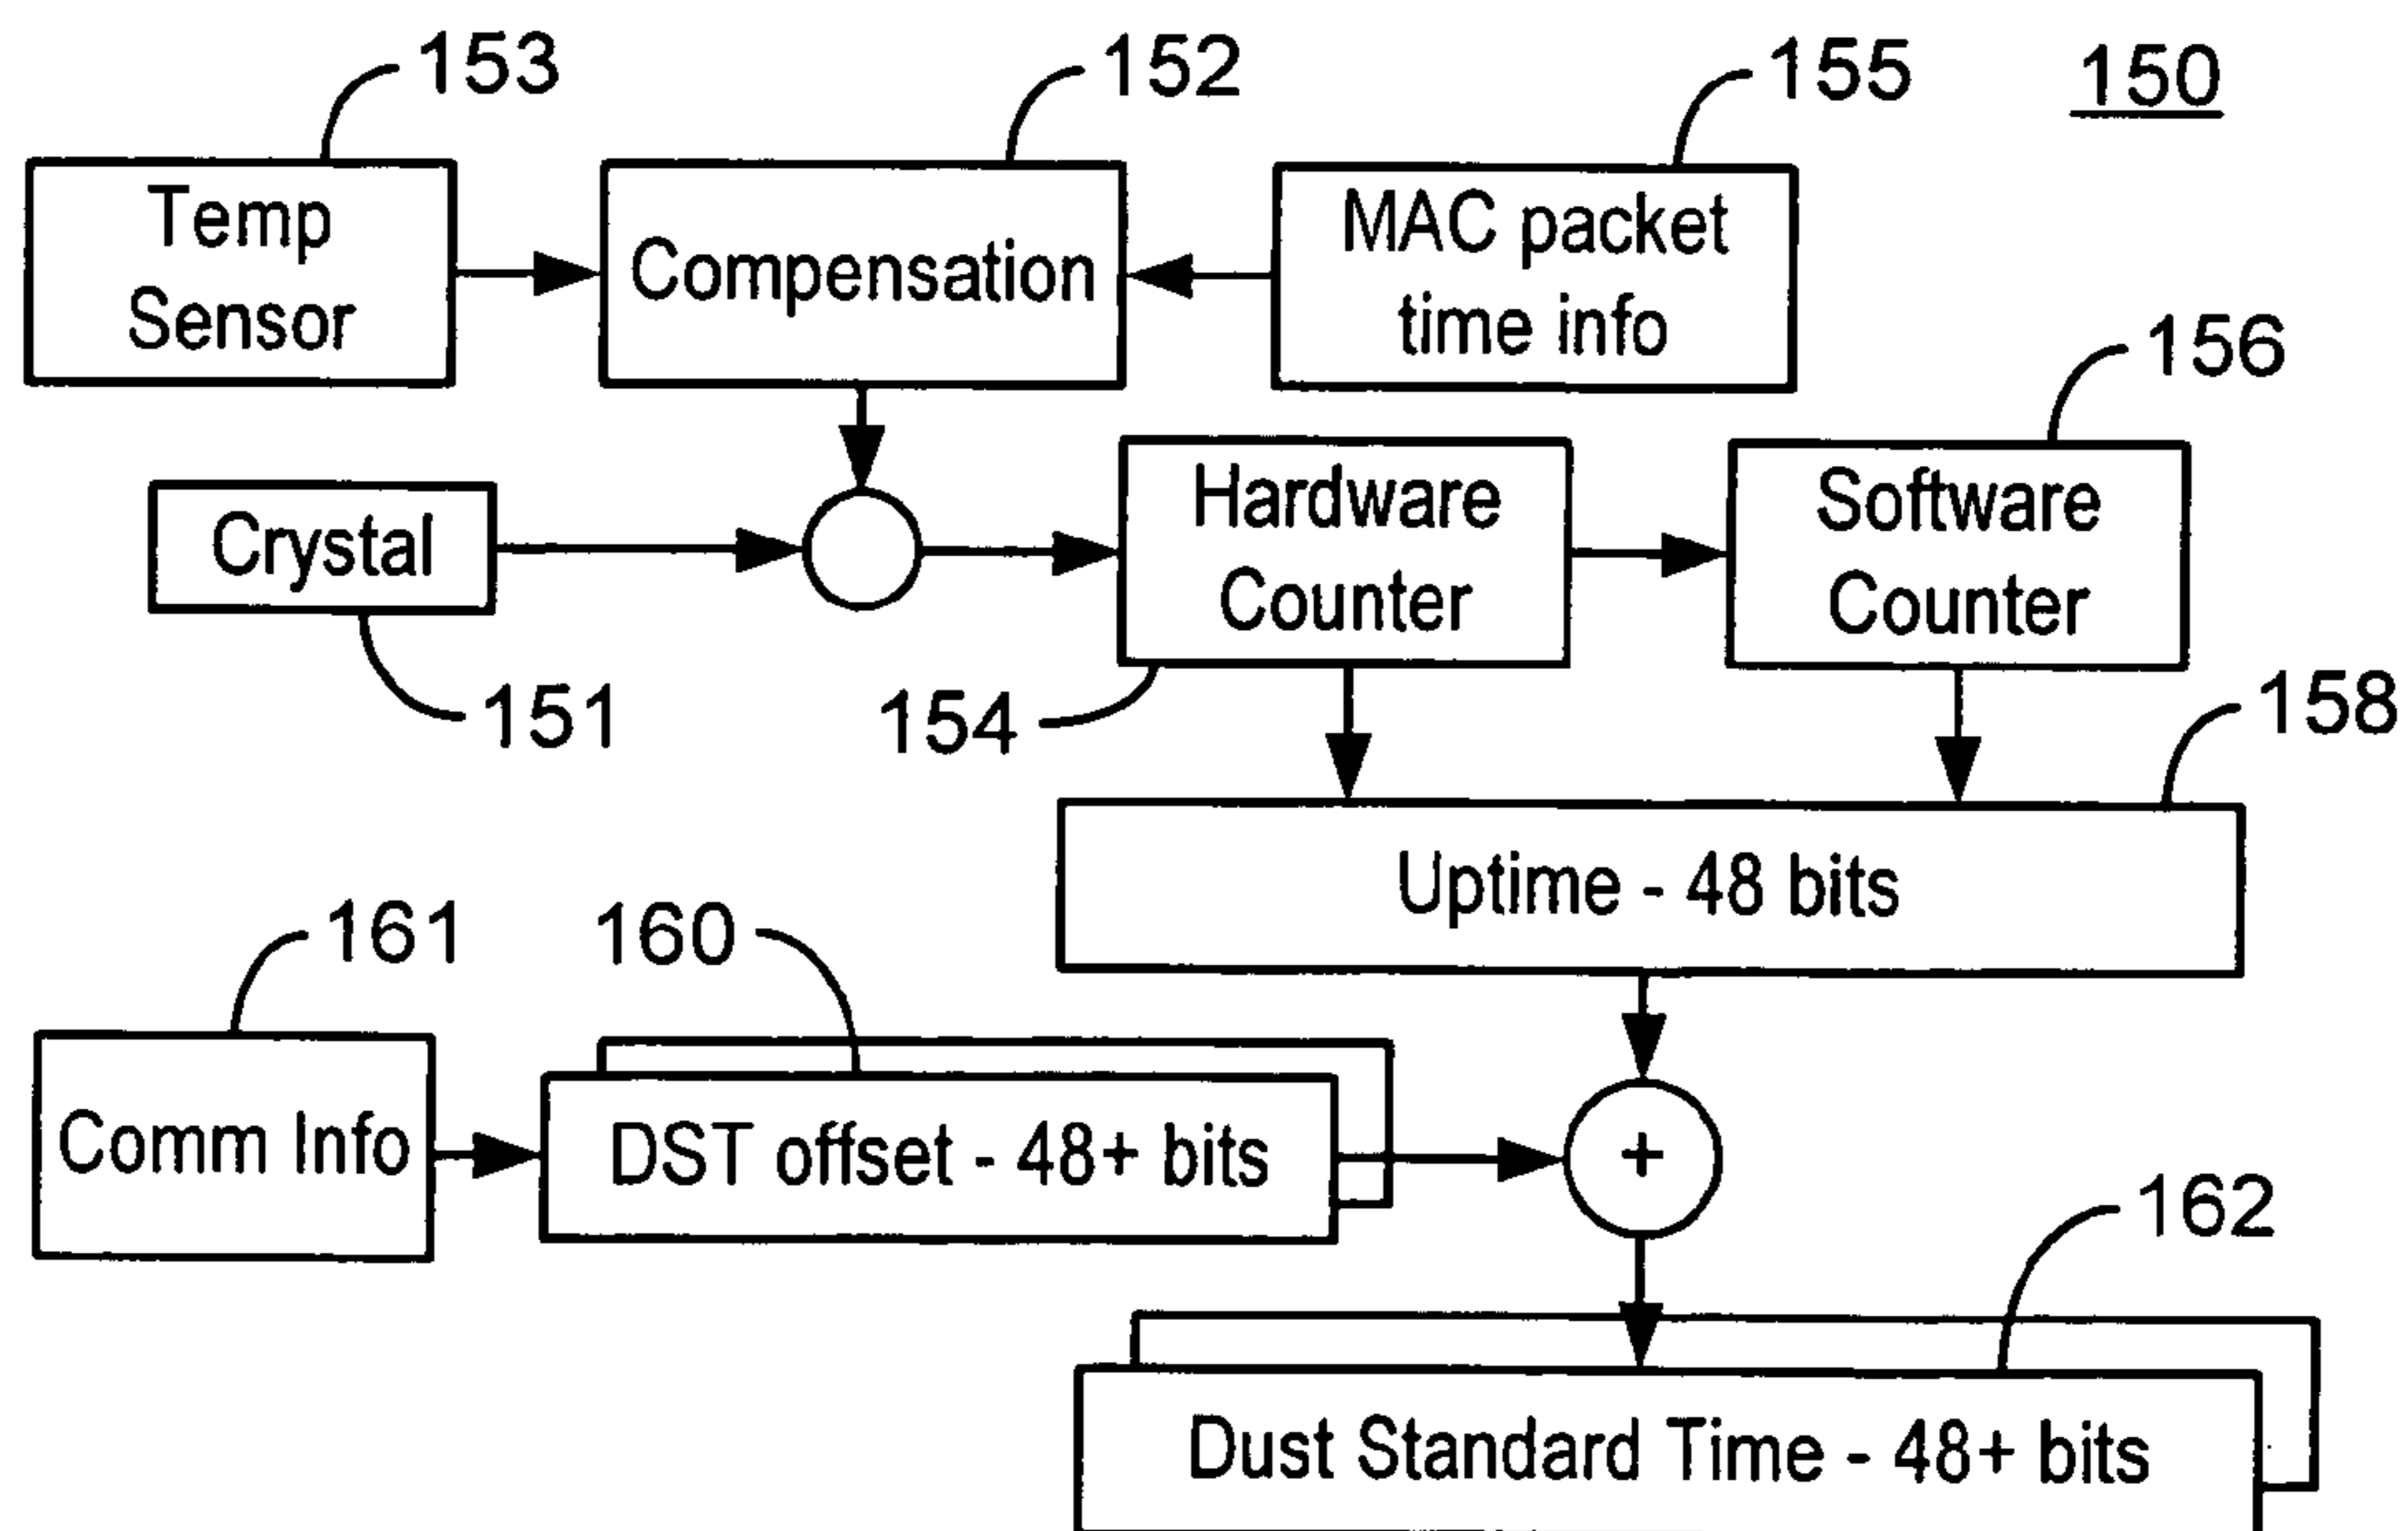 153
152
155
150
Temp
Sensor
Compensation
MAC packet
time info
156
Crystal
Hardware
Counter
Software
Counter
151
154
158
Uptime - 48 bits
161
160
Comm Info
DST offset - 48+ bits
+
162
Dust Standard Time - 48+ bits